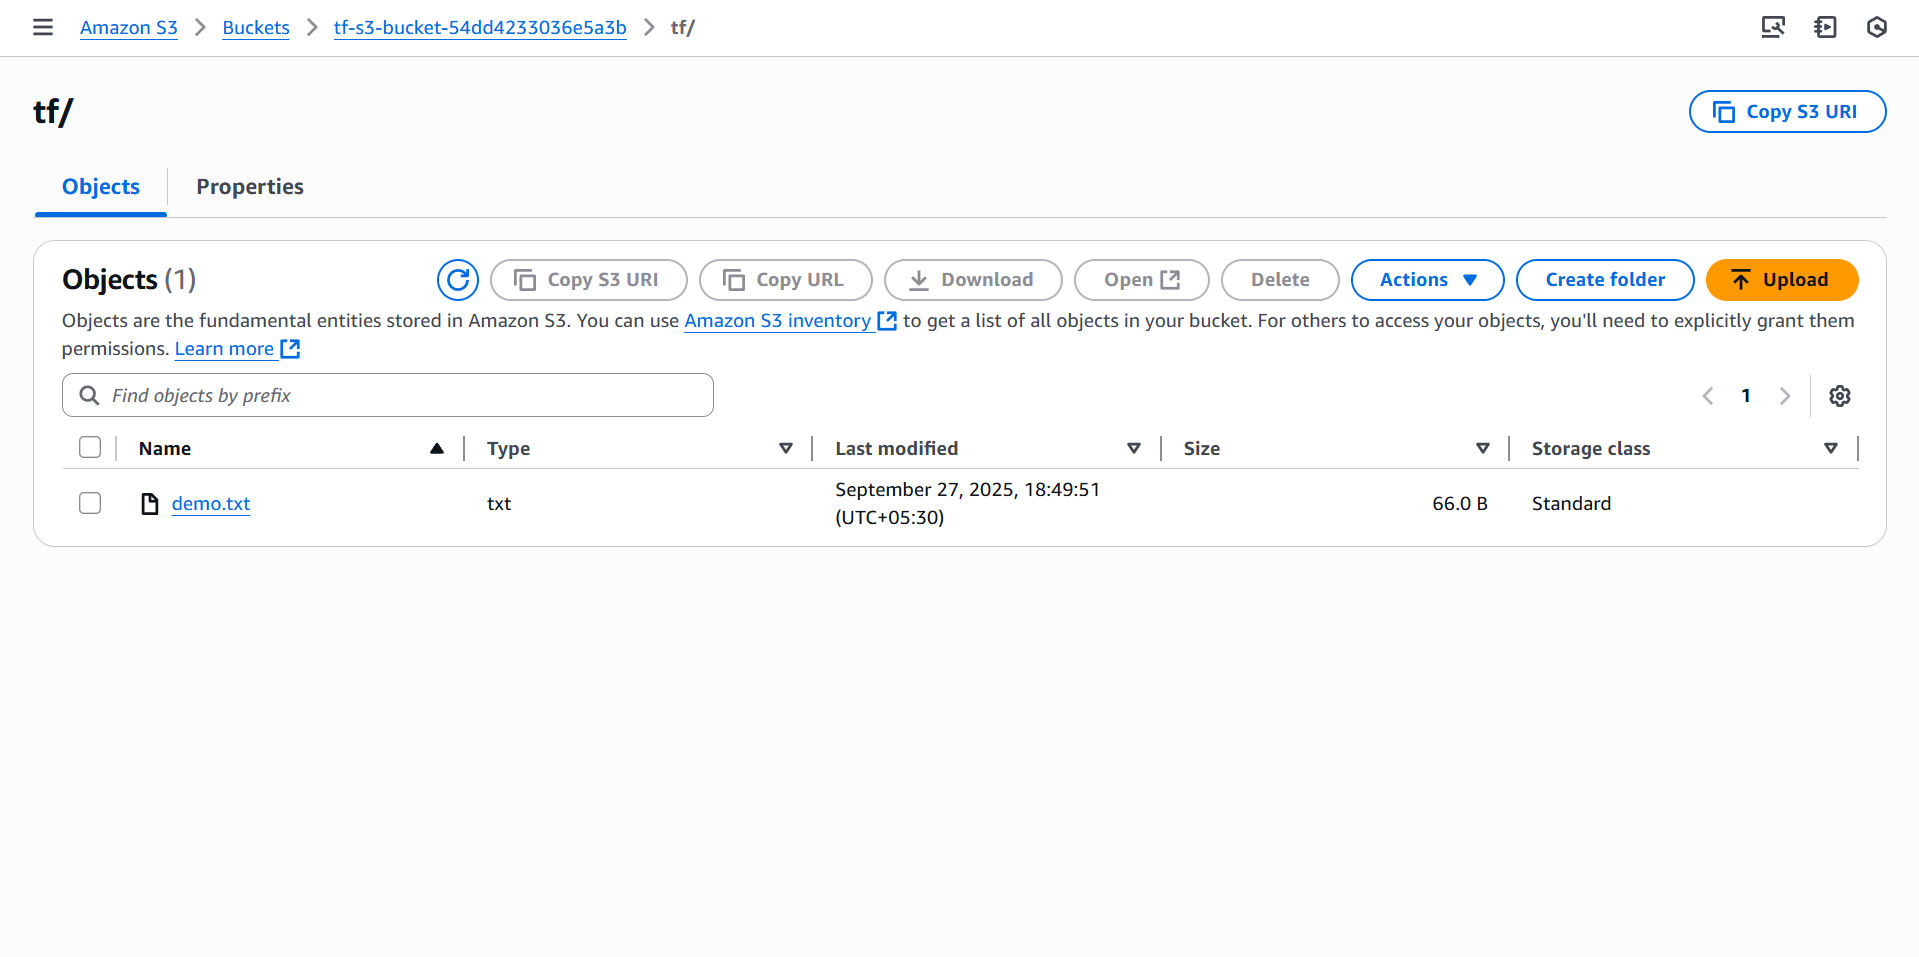 Amazon S3 > Buckets > tf-s3-bucket-54dd4233036e5a3b > tf/
tf/
Copy S3 URI
Objects Properties
Objects (1) Copy S3 URI Copy URL Download Open Delete Actions Create folder Upload
Objects are the fundamental entities stored in Amazon S3. You can use Amazon S3 inventory to get a list of all objects in your bucket. For others to access your objects, you'll need to explicitly grant them
permissions. Learn more
Find objects by prefix 1
Name Type Last modified Size Storage class
demo.txt txt September 27, 2025, 18:49:51 66.0 B Standard
(UTC+05:30)